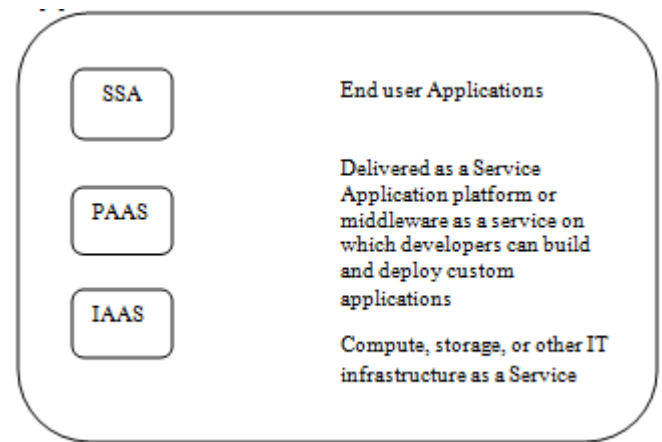 SSA
End user Applications
PAAS
Delivered as a Service
Application platform or
middleware as a service on
which developers can build
and deploy custom
applications
IAAS
Compute, storage, or other IT
infrastructure as a Service